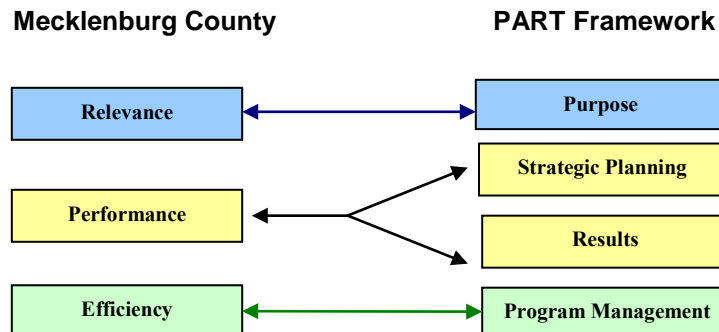 Mecklenburg County
PART Framework
Relevance
Purpose
Strategic Planning
Performance
Results
Efficiency
Program Management